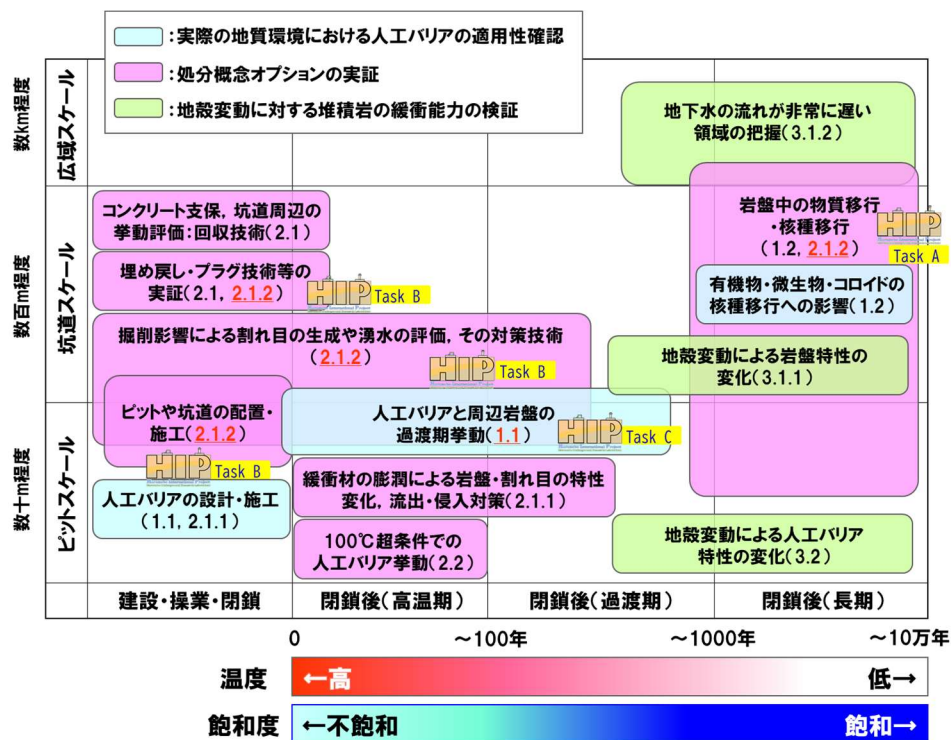 ：実際の地質環境における人工バリアの適用性確認
：処分概念オプションの実証
：地殻変動に対する堆積岩の緩衝能力の検証
数km程度
広域スケール
地下水の流れが非常に遅い
領域の把握(3.1.2)
数百m程度
坑道スケール
コンクリート支保，坑道周辺の
挙動評価：回収技術(2.1)
埋め戻し・プラグ技術等の
実証(2.1, 2.1.2)
HIP
Task B
掘削影響による割れ目の生成や湧水の評価，その対策技術
(2.1.2)
HIP
Task B
岩盤中の物質移行
・核種移行
(1.2, 2.1.2)
HIP
Task A
有機物・微生物・コロイドの
核種移行への影響(1.2)
地殻変動による岩盤特性の
変化(3.1.1)
数十m程度
ピットスケール
ピットや坑道の配置・
施工(2.1.2)
HIP
Task B
人工バリアと周辺岩盤の
過渡期挙動(1.1)
HIP
Task C
人工バリアの設計・施工
(1.1, 2.1.1)
緩衝材の膨潤による岩盤・割れ目の特性
変化，流出・侵入対策(2.1.1)
100℃超条件での
人工バリア挙動(2.2)
地殻変動による人工バリア
特性の変化(3.2)
建設・操業・閉鎖
閉鎖後(高温期)
閉鎖後(過渡期)
閉鎖後(長期)
0
～100年
～1000年
～10万年
温度
←高
低→
飽和度
←不飽和
飽和→